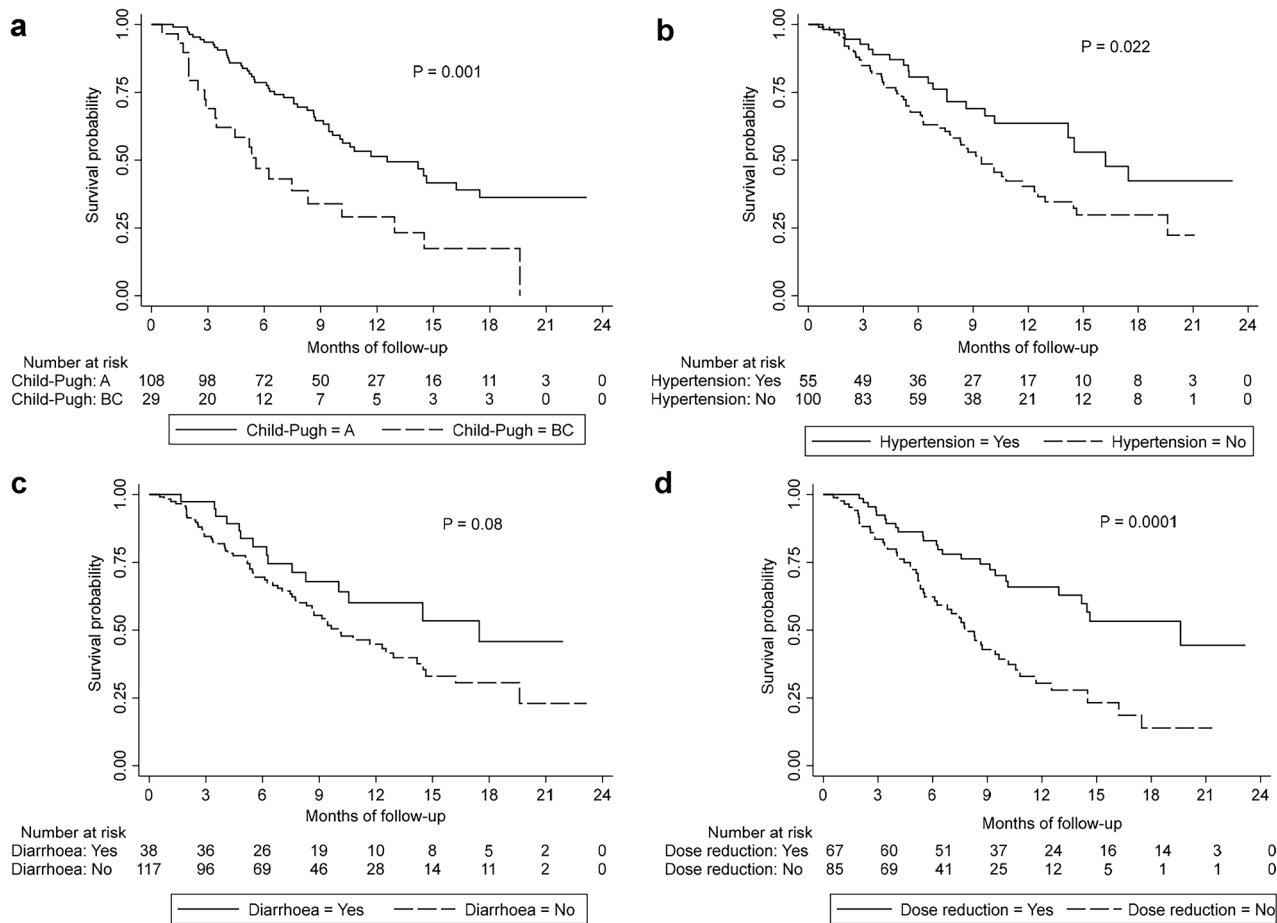 a
1.00
0.75
0.50
0.25
0.00
Survival probability
P = 0.001
0 3 6 9 12 15 18 21 24
Months of follow-up
Number at risk
Child-Pugh: A 108 98 72 50 27 16 11 3 0
Child-Pugh: BC 29 20 12 7 5 3 3 0 0
Child-Pugh = A Child-Pugh = BC
b
1.00
0.75
0.50
0.25
0.00
Survival probability
P = 0.022
0 3 6 9 12 15 18 21 24
Months of follow-up
Number at risk
Hypertension: Yes 55 49 36 27 17 10 8 3 0
Hypertension: No 100 83 59 38 21 12 8 1 0
Hypertension = Yes Hypertension = No
c
1.00
0.75
0.50
0.25
0.00
Survival probability
P = 0.08
0 3 6 9 12 15 18 21 24
Months of follow-up
Number at risk
Diarrhoea: Yes 38 36 26 19 10 8 5 2 0
Diarrhoea: No 117 96 69 46 28 14 11 2 0
Diarrhoea = Yes Diarrhoea = No
d
1.00
0.75
0.50
0.25
0.00
Survival probability
P = 0.0001
0 3 6 9 12 15 18 21 24
Months of follow-up
Number at risk
Dose reduction: Yes 67 60 51 37 24 16 14 3 0
Dose reduction: No 85 69 41 25 12 5 1 1 0
Dose reduction = Yes Dose reduction = No